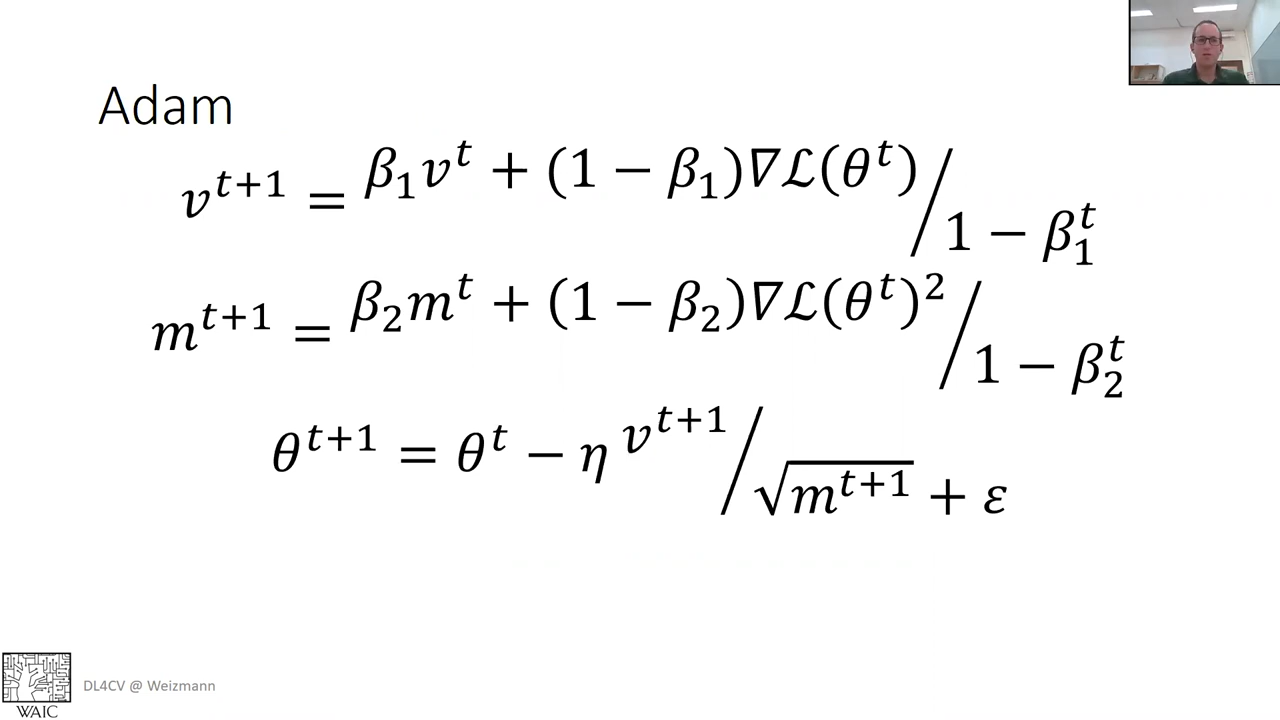 Adam
v^{t+1} = β₁v^t + (1 − β₁)∇ℒ(θ^t) / 1 − β₁^t
m^{t+1} = β₂m^t + (1 − β₂)∇ℒ(θ^t)² / 1 − β₂^t
θ^{t+1} = θ^t − η v^{t+1} / √m^{t+1} + ε
WAIC
DL4CV @ Weizmann